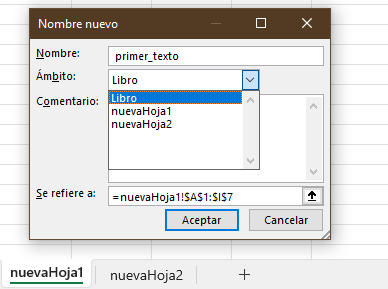 Nombre nuevo
Nombre: primer_texto
Ámbito: Libro
Libro
nuevaHoja1
nuevaHoja2
Comentario:
Se refiere a: =nuevaHoja1!$A$1:$I$7
Aceptar Cancelar
nuevaHoja1 nuevaHoja2 +